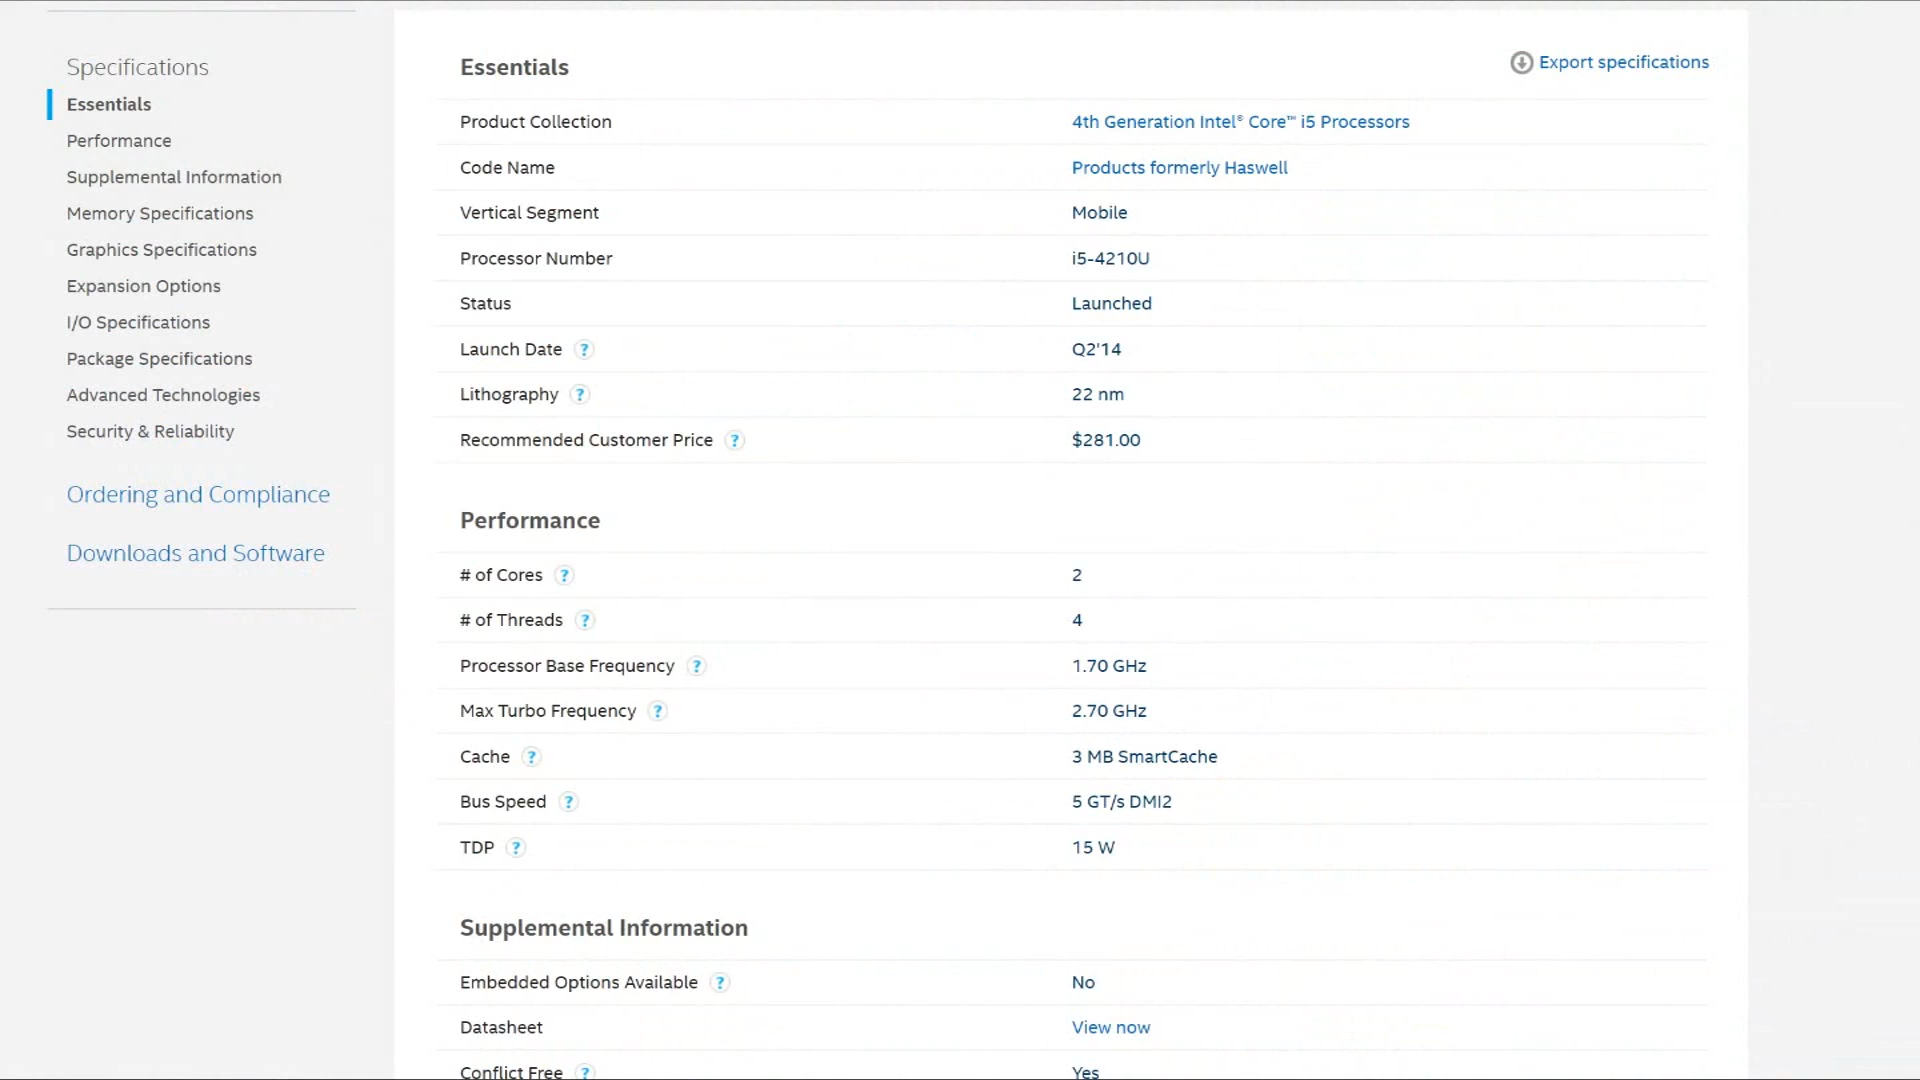 Specifications
Essentials
Performance
Supplemental Information
Memory Specifications
Graphics Specifications
Expansion Options
I/O Specifications
Package Specifications
Advanced Technologies
Security & Reliability
Ordering and Compliance
Downloads and Software
Essentials
Export specifications
Product Collection 4th Generation Intel® Core™ i5 Processors
Code Name Products formerly Haswell
Vertical Segment Mobile
Processor Number i5-4210U
Status Launched
Launch Date ? Q2'14
Lithography ? 22 nm
Recommended Customer Price ? $281.00
Performance
# of Cores ? 2
# of Threads ? 4
Processor Base Frequency ? 1.70 GHz
Max Turbo Frequency ? 2.70 GHz
Cache ? 3 MB SmartCache
Bus Speed ? 5 GT/s DMI2
TDP ? 15 W
Supplemental Information
Embedded Options Available ? No
Datasheet View now
Conflict Free ? Yes